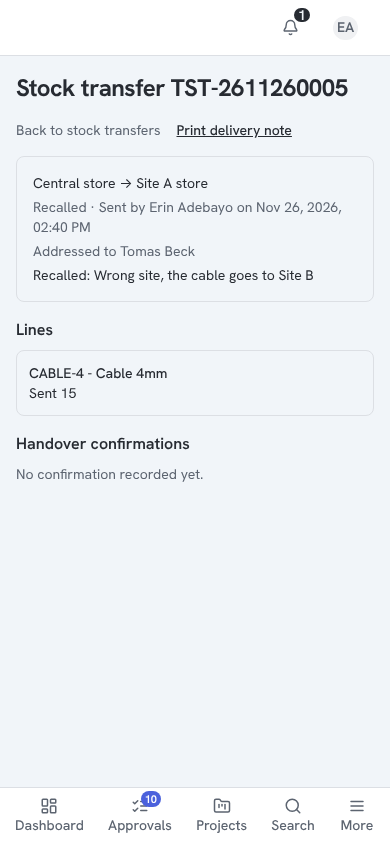 1
EA
Stock transfer TST-2611260005
Back to stock transfers Print delivery note
Central store → Site A store
Recalled · Sent by Erin Adebayo on Nov 26, 2026,
02:40 PM
Addressed to Tomas Beck
Recalled: Wrong site, the cable goes to Site B
Lines
CABLE-4 - Cable 4mm
Sent 15
Handover confirmations
No confirmation recorded yet.
10
Dashboard Approvals Projects Search More